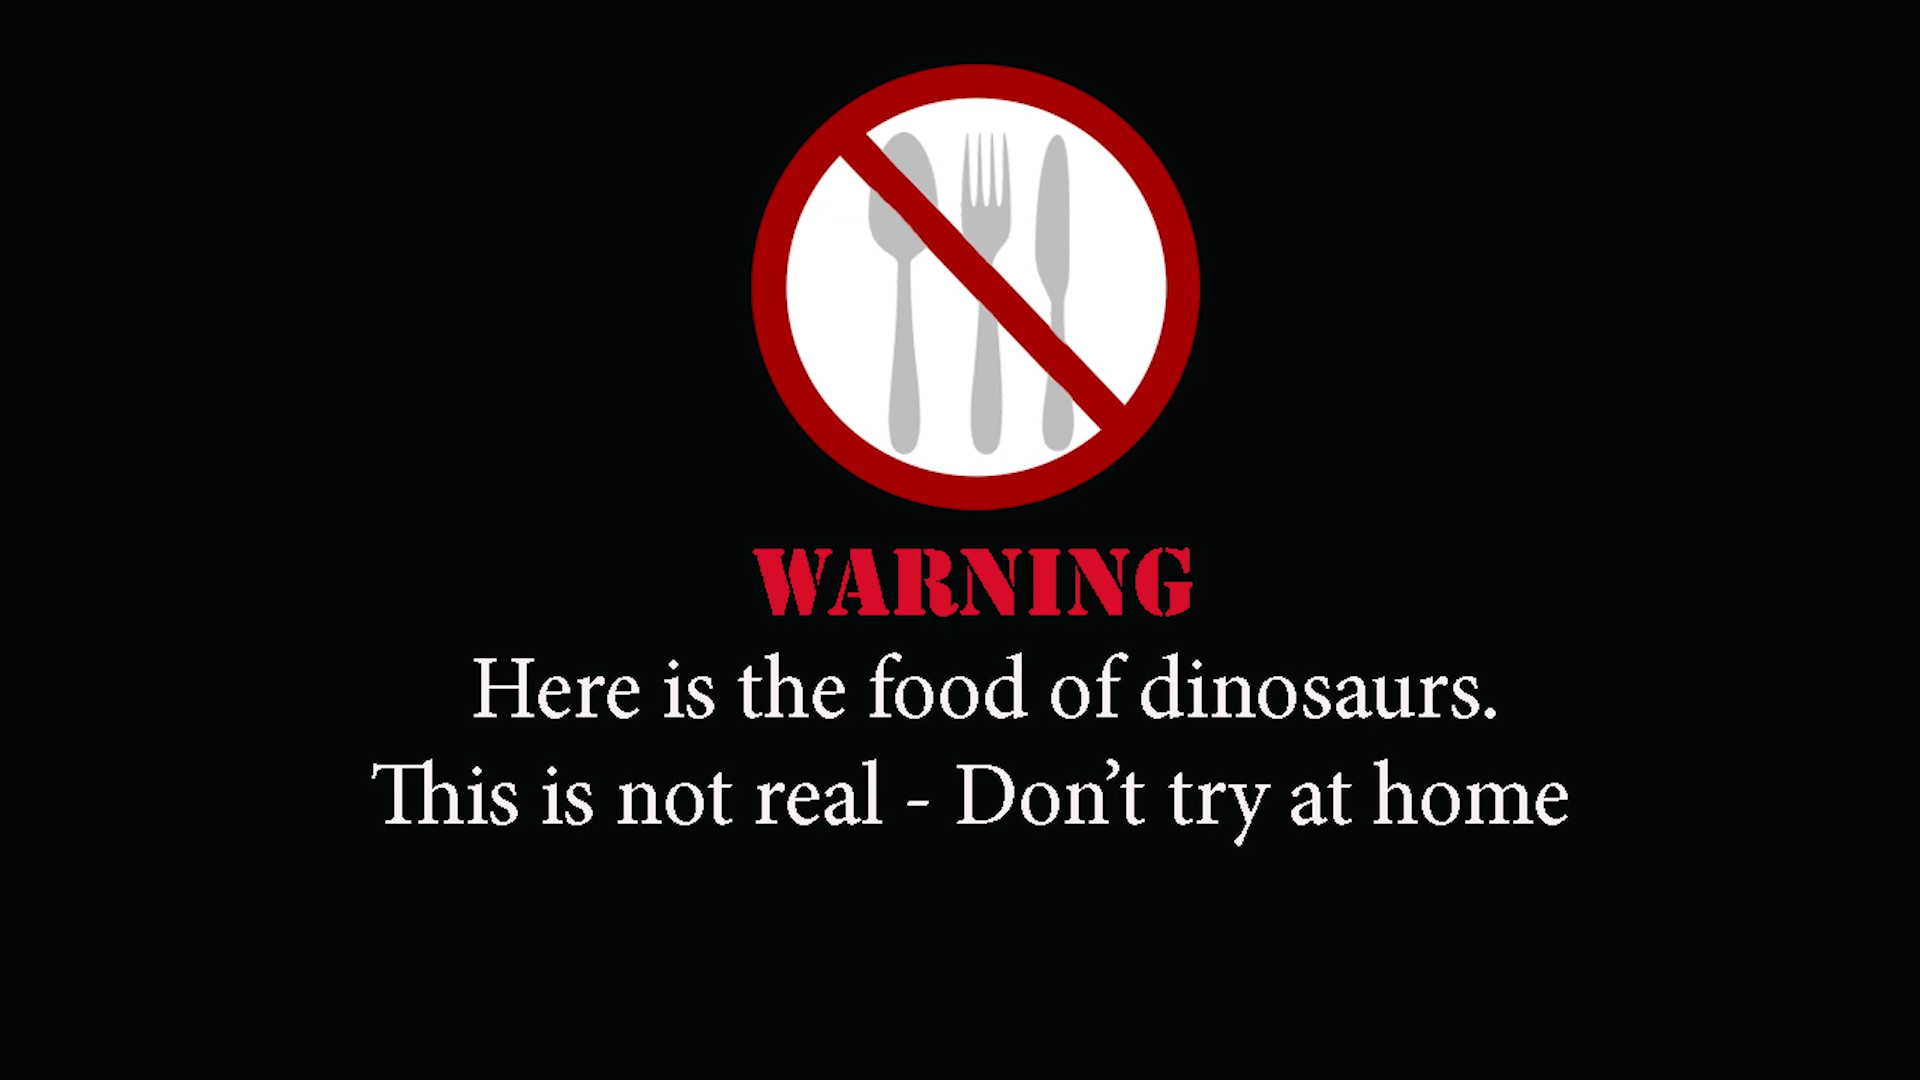 WARNING
Here is the food of dinosaurs.
This is not real - Don’t try at home